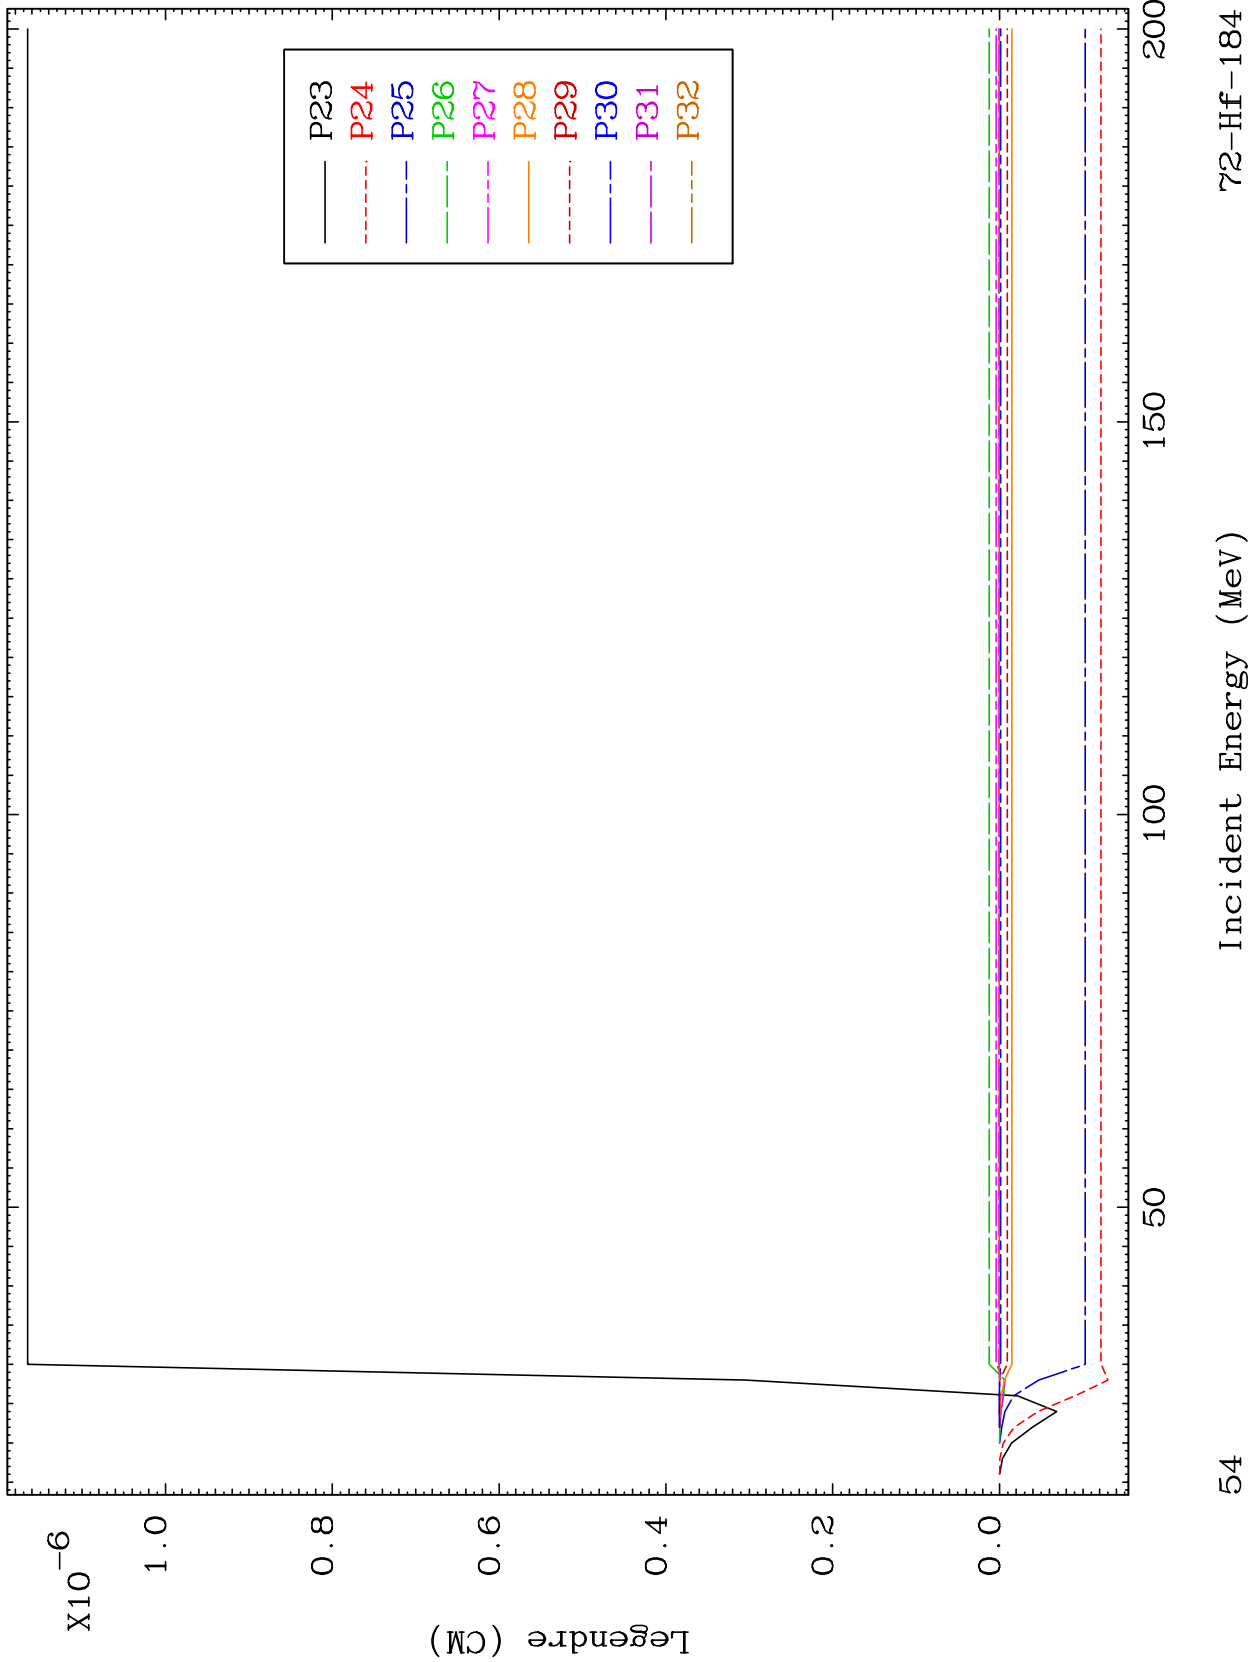 X10 -6
1.0
0.8
0.6
0.4
0.2
0.0
Legendre (CM)
P23
P24
P25
P26
P27
P28
P29
P30
P31
P32
50
100
150
200
Incident Energy (MeV)
54
72-Hf-184